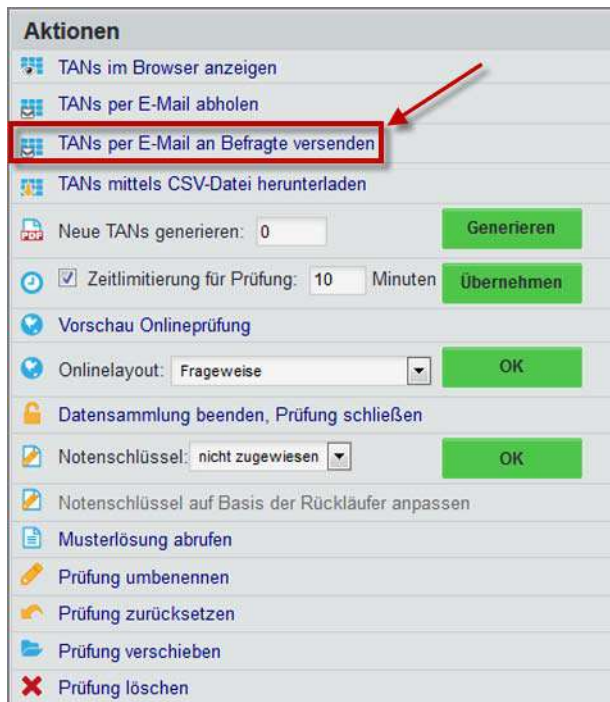 Aktionen
TANs im Browser anzeigen
TANs per E-Mail abholen
TANs per E-Mail an Befragte versenden
TANs mittels CSV-Datei herunterladen
PDF Neue TANs generieren: 0 Generieren
Zeitlimitierung für Prüfung: 10 Minuten Übernehmen
Vorschau Onlineprüfung
Onlinelayout: Frageweise OK
Datensammlung beenden, Prüfung schließen
Notenschlüssel: nicht zugewiesen OK
Notenschlüssel auf Basis der Rückläufer anpassen
Musterlösung abrufen
Prüfung umbenennen
Prüfung zurücksetzen
Prüfung verschieben
Prüfung löschen